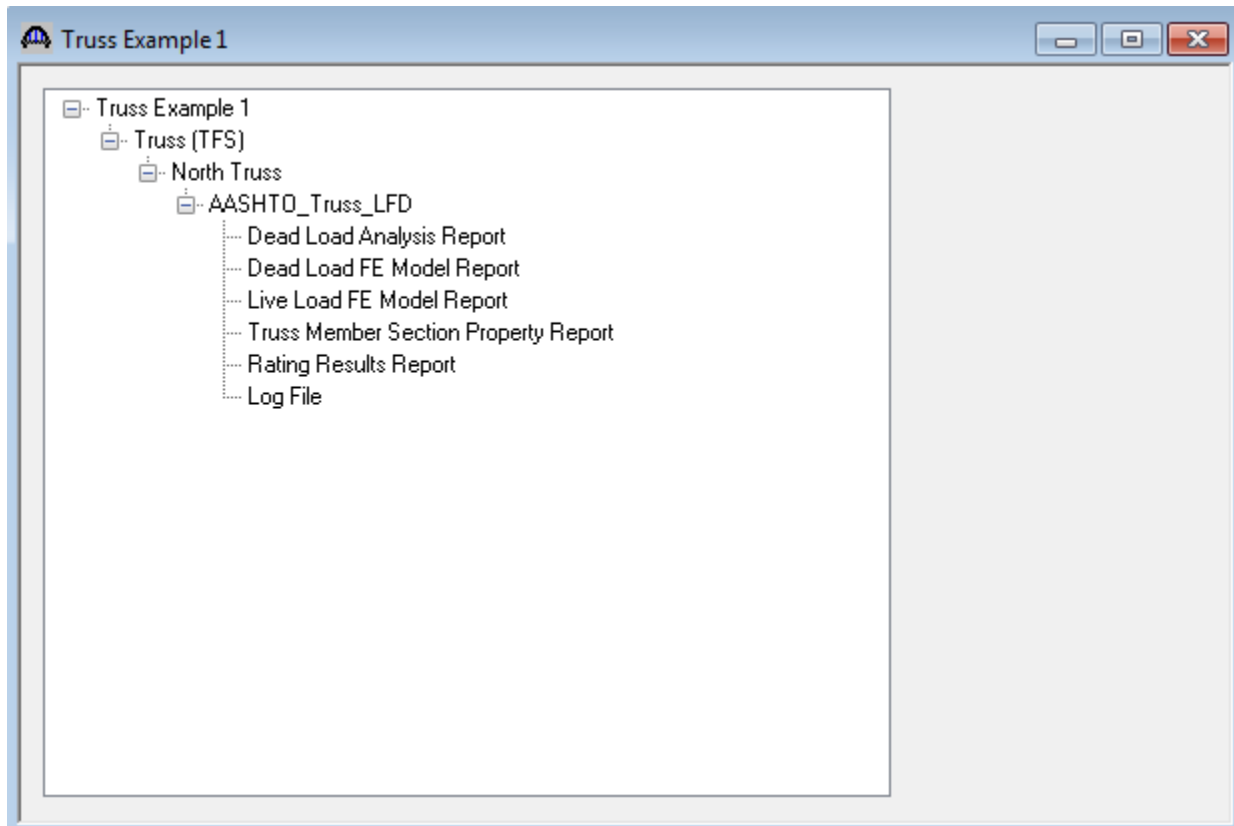 Truss Example 1
Truss Example 1
Truss (TFS)
North Truss
AASHTO_Truss_LFD
Dead Load Analysis Report
Dead Load FE Model Report
Live Load FE Model Report
Truss Member Section Property Report
Rating Results Report
Log File